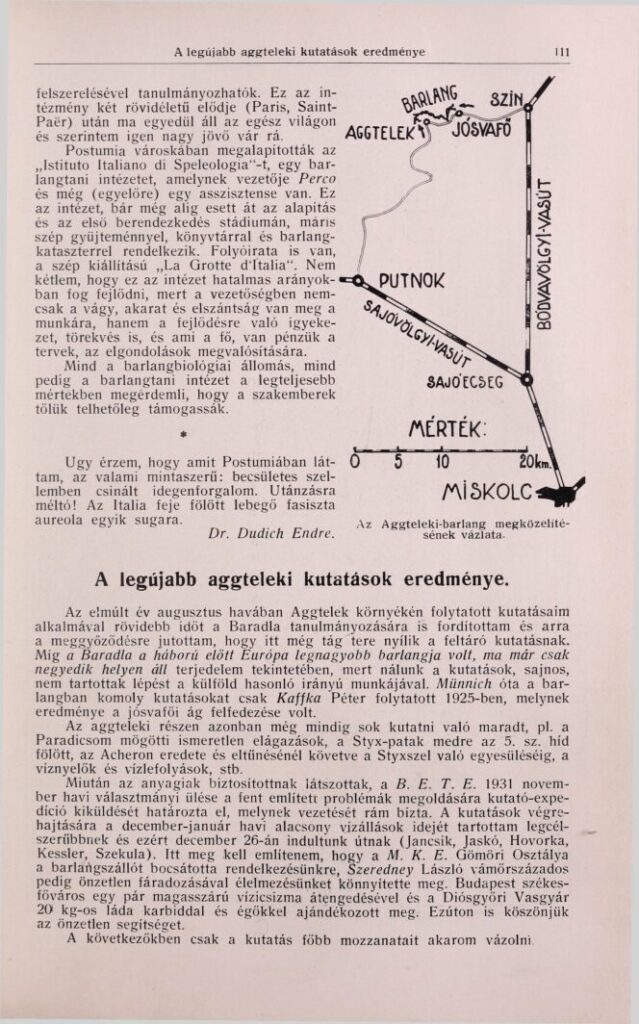 A legújabb aggteleki kutatások eredménye 111
felszerelésével tanulmányozhatók. Ez az in-
tézmény két rövidéletű elődje (Paris, Saint-
Paër) után ma egyedül áll az egész világon
és szerintem igen nagy jövő vár rá.
Postumia városkában megalapították az
„Istituto Italiano di Speleologia"-t, egy bar-
langtani intézetet, amelynek vezetője Perco
és még (egyelőre) egy asszisztense van. Ez
az intézet, bár még alig esett át az alapítás
és az első berendezkedés stádiumán, máris
szép gyüjteménnyel, könyvtárral és barlang-
kataszterrel rendelkezik. Folyóirata is van,
a szép kiállítású „La Grotte d'Italia". Nem
kétlem, hogy ez az intézet hatalmas arányok-
ban fog fejlődni, mert a vezetőségben nem-
csak a vágy, akarat és elszántság van meg a
munkára, hanem a fejlődésre való igyeke-
zet, törekvés is, és ami a fő, van pénzük a
tervek, az elgondolások megvalósítására.
Mind a barlangbiológiai állomás, mind
pedig a barlangtani intézet a legteljesebb
mértékben megérdemli, hogy a szakemberek
tőlük telhetőleg támogassák.
*
Ugy érzem, hogy amit Postumiában lát-
tam, az valami mintaszerű: becsületes szel-
lemben csinált idegenforgalom. Utánzásra
méltó! Az Italia feje fölött lebegő fasiszta
aureola egyik sugara.
Dr. Dudich Endre.
BARLANG
SZÍN
AGGTELEK
JÓSVAFŐ
BÓDVAVÖLGYI-VASÚT
PUTNOK
SAJÓVÖLGYI-VASÚT
SAJÓECSEG
MÉRTÉK:
0 5 10 20 km.
MISKOLC
Az Aggteleki-barlang megközelíté-
sének vázlata.
A legújabb aggteleki kutatások eredménye.
Az elmúlt év augusztus havában Aggtelek környékén folytatott kutatásaim
alkalmával rövidebb időt a Baradla tanulmányozására is fordítottam és arra
a meggyőződésre jutottam, hogy itt még tág tere nyílik a feltáró kutatásnak.
Míg a Baradla a háború előtt Európa legnagyobb barlangja volt, ma már csak
negyedik helyen áll terjedelem tekintetében, mert nálunk a kutatások, sajnos,
nem tartottak lépést a külföld hasonló irányú munkájával. Münnich óta a bar-
langban komoly kutatásokat csak Kaffka Péter folytatott 1925-ben, melynek
eredménye a jósvafői ág felfedezése volt.
Az aggteleki részen azonban még mindig sok kutatni való maradt, pl. a
Paradicsom mögötti ismeretlen elágazások, a Styx-patak medre az 5. sz. híd
fölött, az Acheron eredete és eltűnésénél követve a Styxszel való egyesüléséig, a
víznyelők és vízlefolyások, stb.
Miután az anyagiak biztosítottnak látszottak, a B. E. T. E. 1931 novem-
ber havi választmányi ülése a fent említett problémák megoldására kutató-expe-
díció kiküldését határozta el, melynek vezetését rám bízta. A kutatások végre-
hajtására a december-január havi alacsony vízállások idejét tartottam legcél-
szerűbbnek és ezért december 26-án indultunk útnak (Jancsik, Jaskó, Hovorka,
Kessler, Szekula). Itt meg kell említenem, hogy a M. K. E. Gömöri Osztálya
a barlangszállót bocsátotta rendelkezésünkre, Szeredney László vámőrszázados
pedig önzetlen fáradozásával élelmezésünket könnyítette meg. Budapest székes-
főváros egy pár magasszárú vízicsizma átengedésével és a Diósgyőri Vasgyár
20 kg-os láda karbiddal és égőkkel ajándékozott meg. Ezúton is köszönjük
az önzetlen segítséget.
A következőkben csak a kutatás főbb mozzanatait akarom vázolni